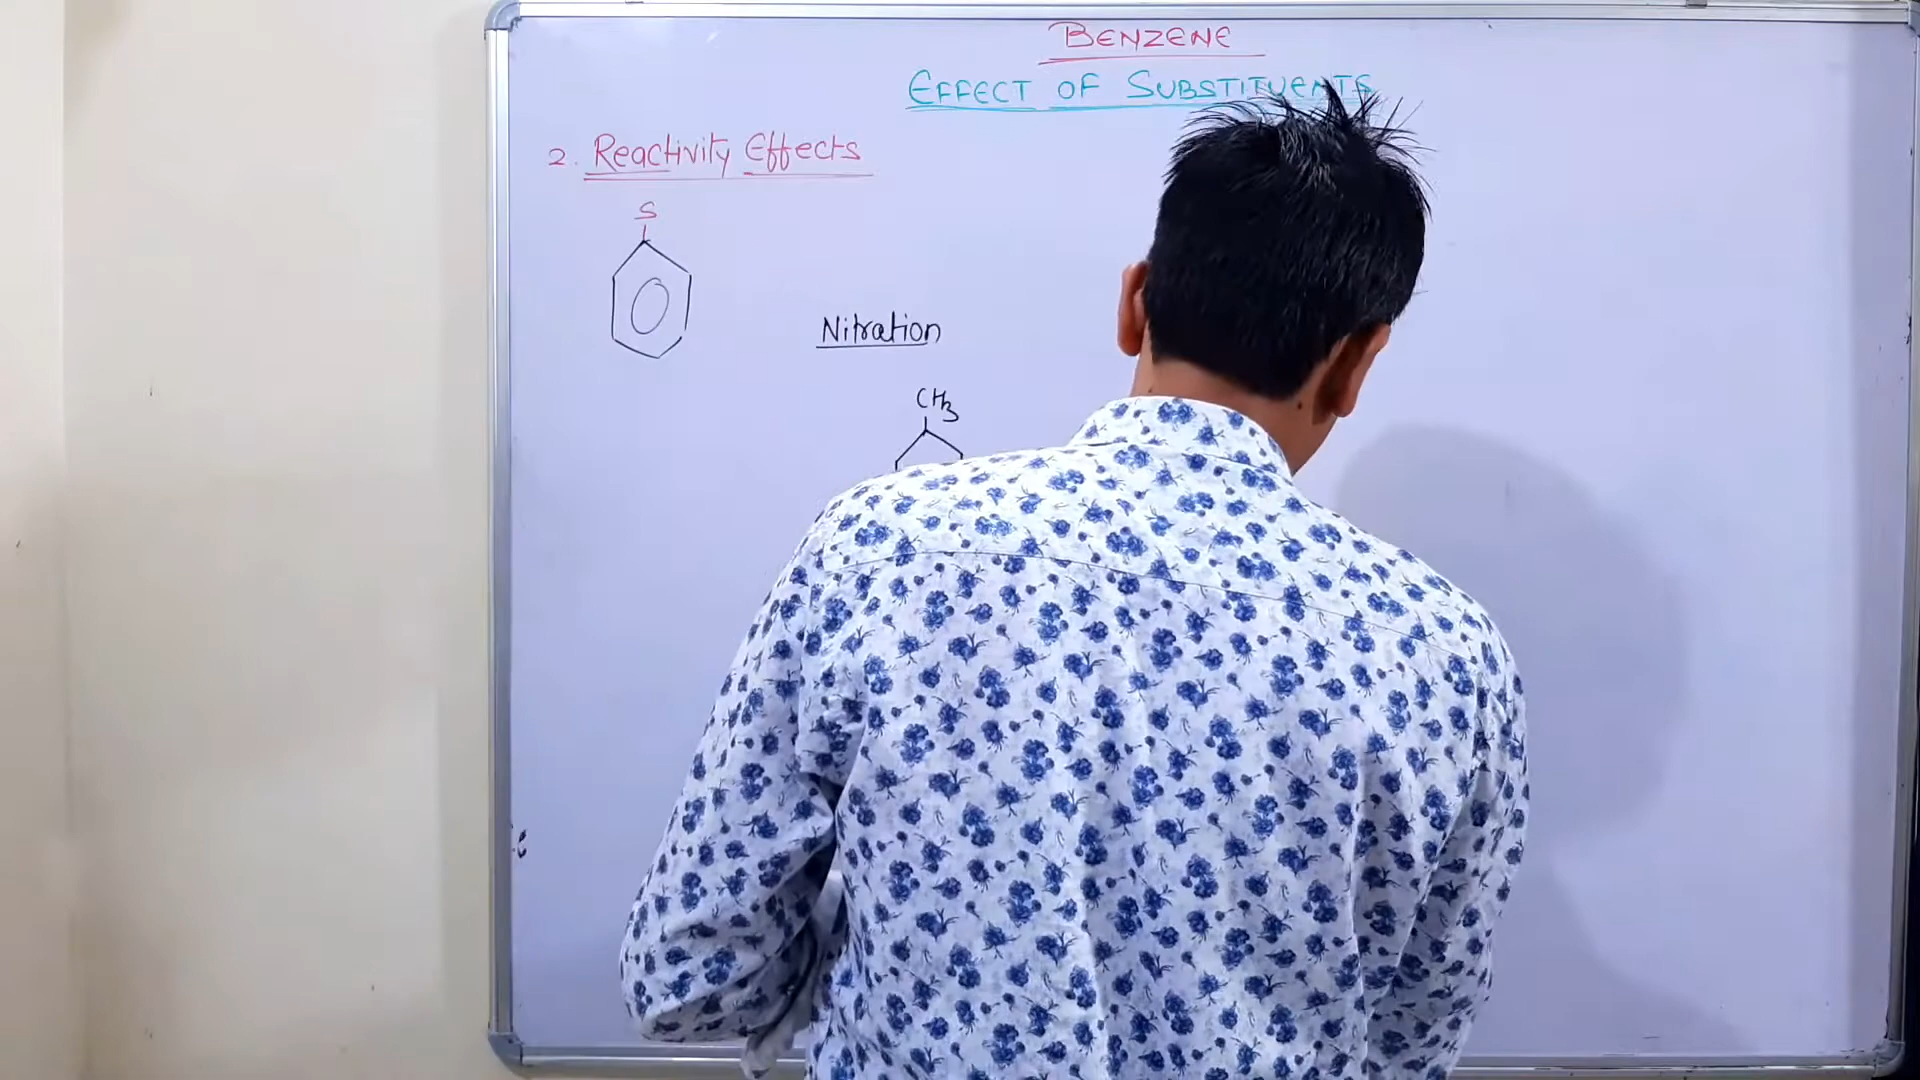 BENZENE
EFFECT OF SUBSTITUENTS
2. Reactivity Effects
S
Nitration
CH3